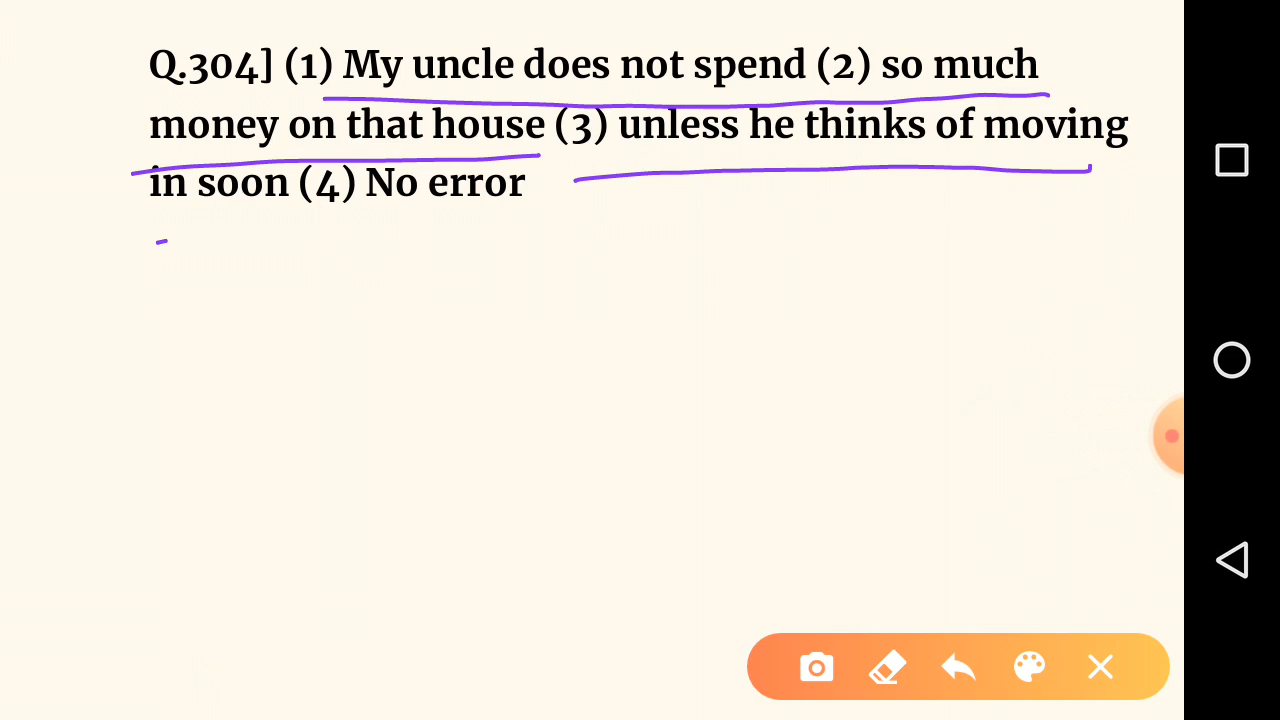 Q.304] (1) My uncle does not spend (2) so much
money on that house (3) unless he thinks of moving
in soon (4) No error